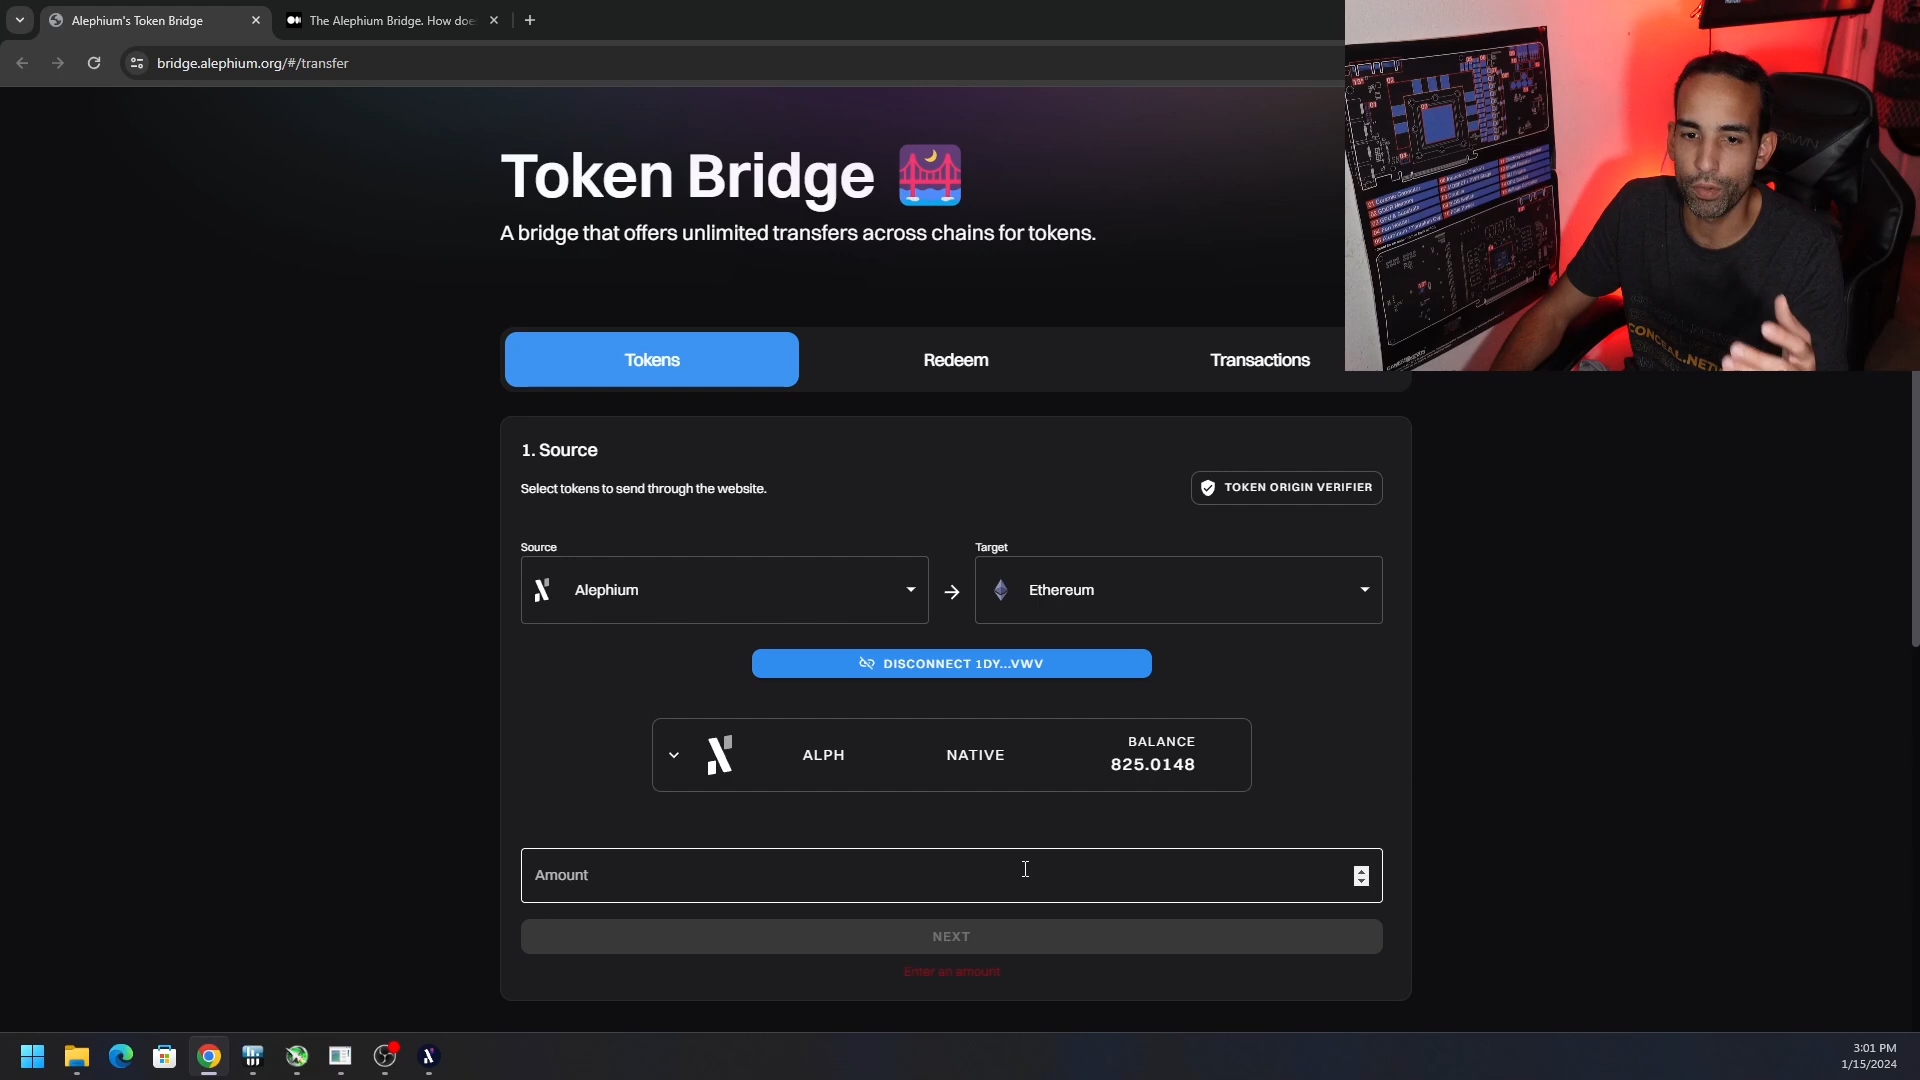 Alephium's Token Bridge
The Alephium Bridge. How doe
bridge.alephium.org/#/transfer
Token Bridge
A bridge that offers unlimited transfers across chains for tokens.
Tokens
Redeem
Transactions
1. Source
Select tokens to send through the website.
TOKEN ORIGIN VERIFIER
Source
Target
Alephium
Ethereum
DISCONNECT 1DY...VWV
ALPH
NATIVE
BALANCE
825.0148
Amount
NEXT
Enter an amount
CONCEAL.NET
3:01 PM
1/15/2024